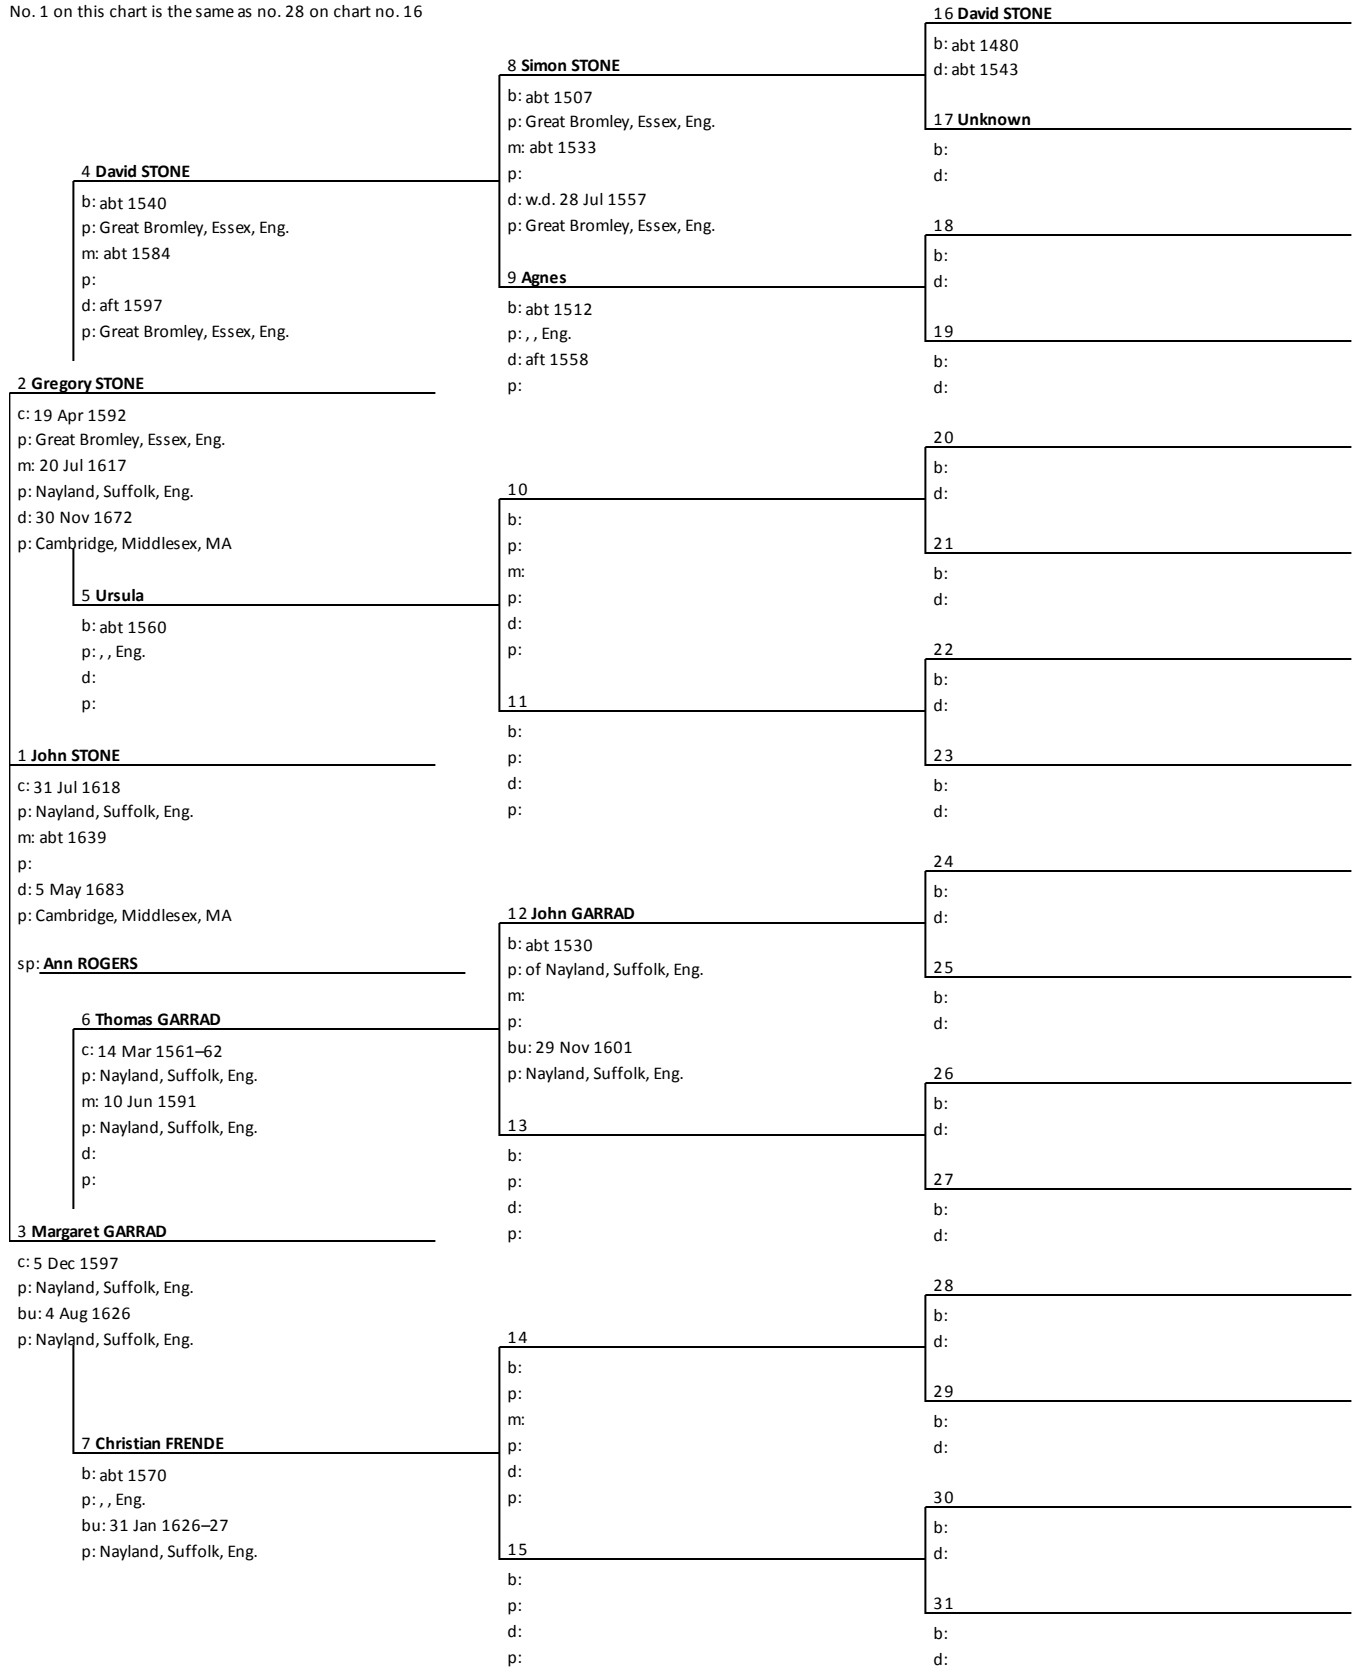 No. 1 on this chart is the same as no. 28 on chart no. 16
16 David STONE
b: abt 1480
d: abt 1543
8 Simon STONE
b: abt 1507
p: Great Bromley, Essex, Eng.
m: abt 1533
p:
d: w.d. 28 Jul 1557
p: Great Bromley, Essex, Eng.
17 Unknown
b:
d:
4 David STONE
b: abt 1540
p: Great Bromley, Essex, Eng.
m: abt 1584
p:
d: aft 1597
p: Great Bromley, Essex, Eng.
18
b:
d:
9 Agnes
b: abt 1512
p: , , Eng.
d: aft 1558
p:
19
b:
d:
2 Gregory STONE
c: 19 Apr 1592
p: Great Bromley, Essex, Eng.
m: 20 Jul 1617
p: Nayland, Suffolk, Eng.
d: 30 Nov 1672
p: Cambridge, Middlesex, MA
20
b:
d:
10
b:
p:
m:
p:
d:
p:
21
b:
d:
5 Ursula
b: abt 1560
p: , , Eng.
d:
p:
22
b:
d:
11
b:
p:
d:
p:
23
b:
d:
1 John STONE
c: 31 Jul 1618
p: Nayland, Suffolk, Eng.
m: abt 1639
p:
d: 5 May 1683
p: Cambridge, Middlesex, MA
sp: Ann ROGERS
24
b:
d:
12 John GARRAD
b: abt 1530
p: of Nayland, Suffolk, Eng.
m:
p:
bu: 29 Nov 1601
p: Nayland, Suffolk, Eng.
25
b:
d:
6 Thomas GARRAD
c: 14 Mar 1561–62
p: Nayland, Suffolk, Eng.
m: 10 Jun 1591
p: Nayland, Suffolk, Eng.
d:
p:
26
b:
d:
13
b:
p:
d:
p:
27
b:
d:
3 Margaret GARRAD
c: 5 Dec 1597
p: Nayland, Suffolk, Eng.
bu: 4 Aug 1626
p: Nayland, Suffolk, Eng.
28
b:
d:
14
b:
p:
m:
p:
d:
p:
29
b:
d:
7 Christian FRENDE
b: abt 1570
p: , , Eng.
bu: 31 Jan 1626–27
p: Nayland, Suffolk, Eng.
30
b:
d:
15
b:
p:
d:
p:
31
b:
d: